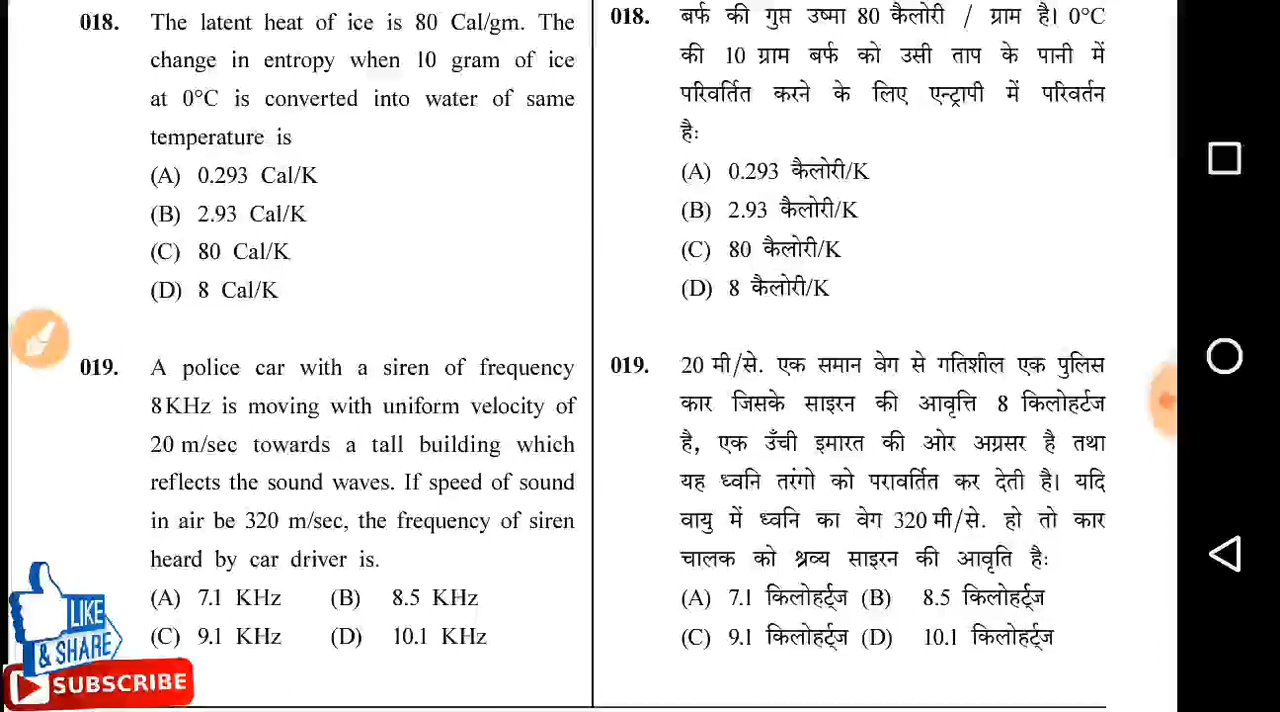 018. The latent heat of ice is 80 Cal/gm. The
change in entropy when 10 gram of ice
at 0°C is converted into water of same
temperature is
(A) 0.293 Cal/K
(B) 2.93 Cal/K
(C) 80 Cal/K
(D) 8 Cal/K
019. A police car with a siren of frequency
8KHz is moving with uniform velocity of
20 m/sec towards a tall building which
reflects the sound waves. If speed of sound
in air be 320 m/sec, the frequency of siren
heard by car driver is.
(A) 7.1 KHz (B) 8.5 KHz
(C) 9.1 KHz (D) 10.1 KHz
018. बर्फ की गुप्त उष्मा 80 कैलोरी / ग्राम है। 0°C
की 10 ग्राम बर्फ को उसी ताप के पानी में
परिवर्तित करने के लिए एन्ट्रापी में परिवर्तन
है:
(A) 0.293 कैलोरी/K
(B) 2.93 कैलोरी/K
(C) 80 कैलोरी/K
(D) 8 कैलोरी/K
019. 20 मी/से. एक समान वेग से गतिशील एक पुलिस
कार जिसके साइरन की आवृत्ति 8 किलोहर्टज
है, एक उँची इमारत की ओर अग्रसर है तथा
यह ध्वनि तरंगो को परावर्तित कर देती है। यदि
वायु में ध्वनि का वेग 320 मी/से. हो तो कार
चालक को श्रव्य साइरन की आवृति है:
(A) 7.1 किलोहर्ट्ज (B) 8.5 किलोहर्ट्ज
(C) 9.1 किलोहर्ट्ज (D) 10.1 किलोहर्ट्ज
LIKE
& SHARE
SUBSCRIBE